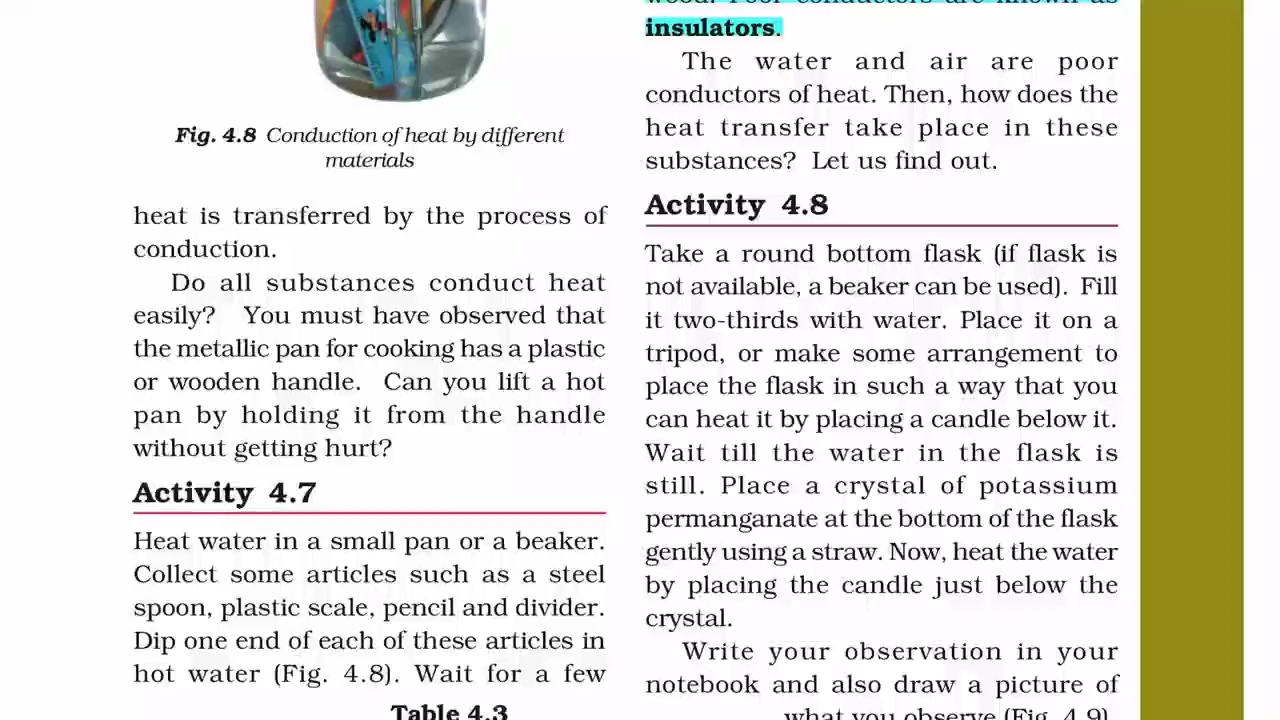 Fig. 4.8 Conduction of heat by different
materials
heat is transferred by the process of
conduction.
Do all substances conduct heat
easily? You must have observed that
the metallic pan for cooking has a plastic
or wooden handle. Can you lift a hot
pan by holding it from the handle
without getting hurt?
Activity 4.7
Heat water in a small pan or a beaker.
Collect some articles such as a steel
spoon, plastic scale, pencil and divider.
Dip one end of each of these articles in
hot water (Fig. 4.8). Wait for a few
Table 4.3
wood. Poor conductors are known as
insulators.
The water and air are poor
conductors of heat. Then, how does the
heat transfer take place in these
substances? Let us find out.
Activity 4.8
Take a round bottom flask (if flask is
not available, a beaker can be used). Fill
it two-thirds with water. Place it on a
tripod, or make some arrangement to
place the flask in such a way that you
can heat it by placing a candle below it.
Wait till the water in the flask is
still. Place a crystal of potassium
permanganate at the bottom of the flask
gently using a straw. Now, heat the water
by placing the candle just below the
crystal.
Write your observation in your
notebook and also draw a picture of
what you observe (Fig. 4.9).